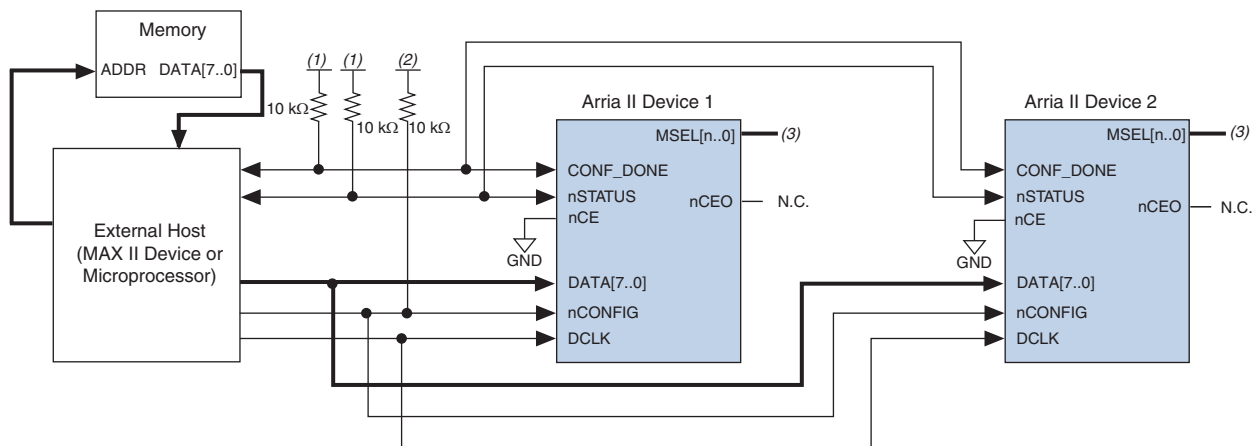 Memory
ADDR DATA[7..0]
(1) (1) (2)
10 kΩ
10 kΩ 10 kΩ
External Host
(MAX II Device or
Microprocessor)
Arria II Device 1
MSEL[n..0] (3)
CONF_DONE
nSTATUS
nCE
nCEO N.C.
GND
DATA[7..0]
nCONFIG
DCLK
Arria II Device 2
MSEL[n..0] (3)
CONF_DONE
nSTATUS
nCE
nCEO N.C.
GND
DATA[7..0]
nCONFIG
DCLK